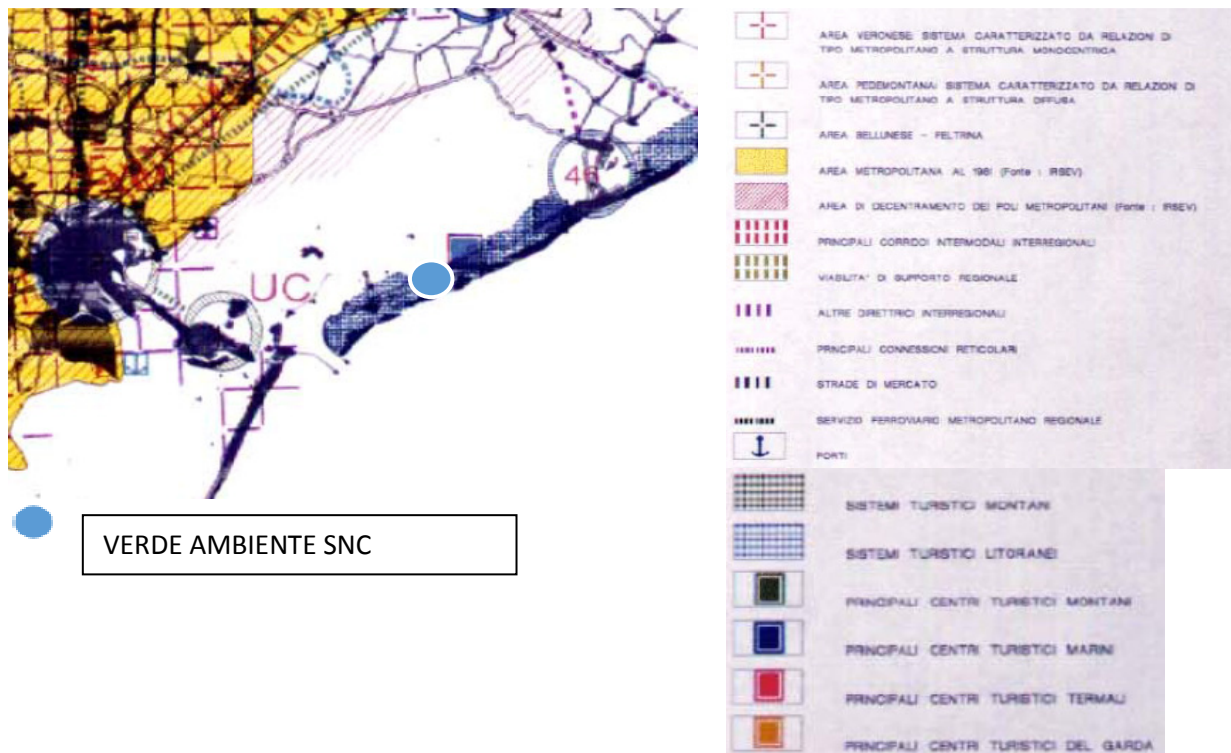 UC
46
VERDE AMBIENTE SNC
AREA VERONESE: SISTEMA CARATTERIZZATO DA RELAZIONI DI
TIPO METROPOLITANO A STRUTTURA MONOCENTRICA
AREA PEDEMONTANA: SISTEMA CARATTERIZZATO DA RELAZIONI DI
TIPO METROPOLITANO A STRUTTURA DIFFUSA
AREA BELLUNESE - FELTRINA
AREA METROPOLITANA AL 1981 (Fonte : IRSEV)
AREA DI DECENTRAMENTO DEI POLI METROPOLITANI (Fonte : IRSEV)
PRINCIPALI CORRIDOI INTERMODALI INTERREGIONALI
VIABILITA' DI SUPPORTO REGIONALE
ALTRE DIRETTRICI INTERREGIONALI
PRINCIPALI CONNESSIONI RETICOLARI
STRADE DI MERCATO
SERVIZIO FERROVIARIO METROPOLITANO REGIONALE
PORTI
SISTEMI TURISTICI MONTANI
SISTEMI TURISTICI LITORANEI
PRINCIPALI CENTRI TURISTICI MONTANI
PRINCIPALI CENTRI TURISTICI MARINI
PRINCIPALI CENTRI TURISTICI TERMALI
PRINCIPALI CENTRI TURISTICI DEL GARDA